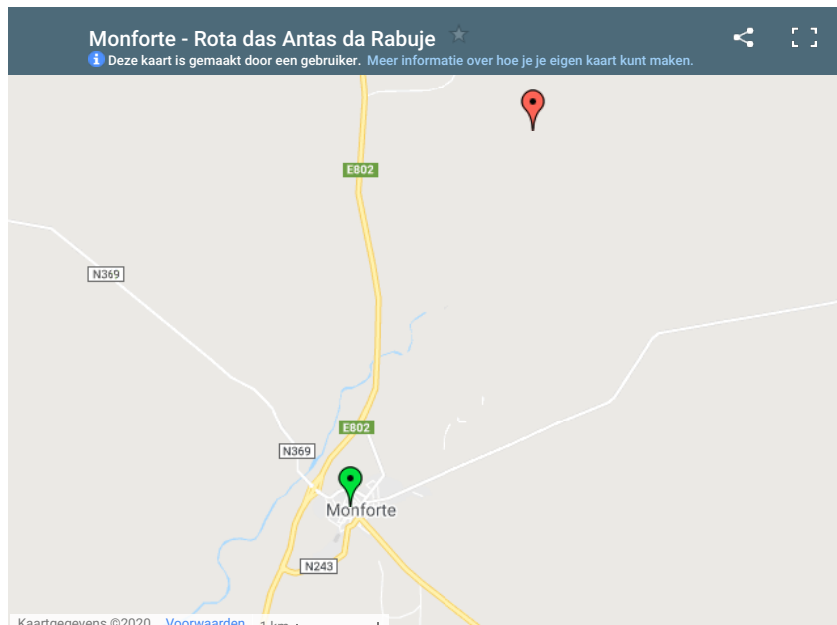 Monforte - Rota das Antas da Rabuje
Deze kaart is gemaakt door een gebruiker. Meer informatie over hoe je je eigen kaart kunt maken.
E802
N369
E802
N369
Monforte
N243
Kaartgegevens ©2020 Voorwaarden 1 km